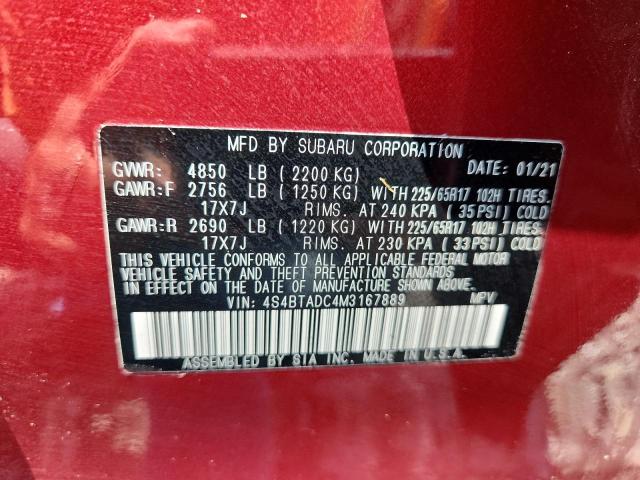 MFD BY SUBARU CORPORATION
GVWR: 4850 LB ( 2200 KG) DATE: 01/21
GAWR:F 2756 LB ( 1250 KG) WITH 225/65R17 102H TIRES.
17X7J RIMS. AT 240 KPA ( 35 PSI) COLD
GAWR:R 2690 LB ( 1220 KG) WITH 225/65R17 102H TIRES.
17X7J RIMS. AT 230 KPA ( 33 PSI) COLD
THIS VEHICLE CONFORMS TO ALL APPLICABLE FEDERAL MOTOR
VEHICLE SAFETY AND THEFT PREVENTION STANDARDS
IN EFFECT ON THE DATE OF MANUFACTURE SHOWN ABOVE.
VIN: 4S4BTADC4M3167889 MPV
ASSEMBLED BY SIA INC. MADE IN U.S.A.